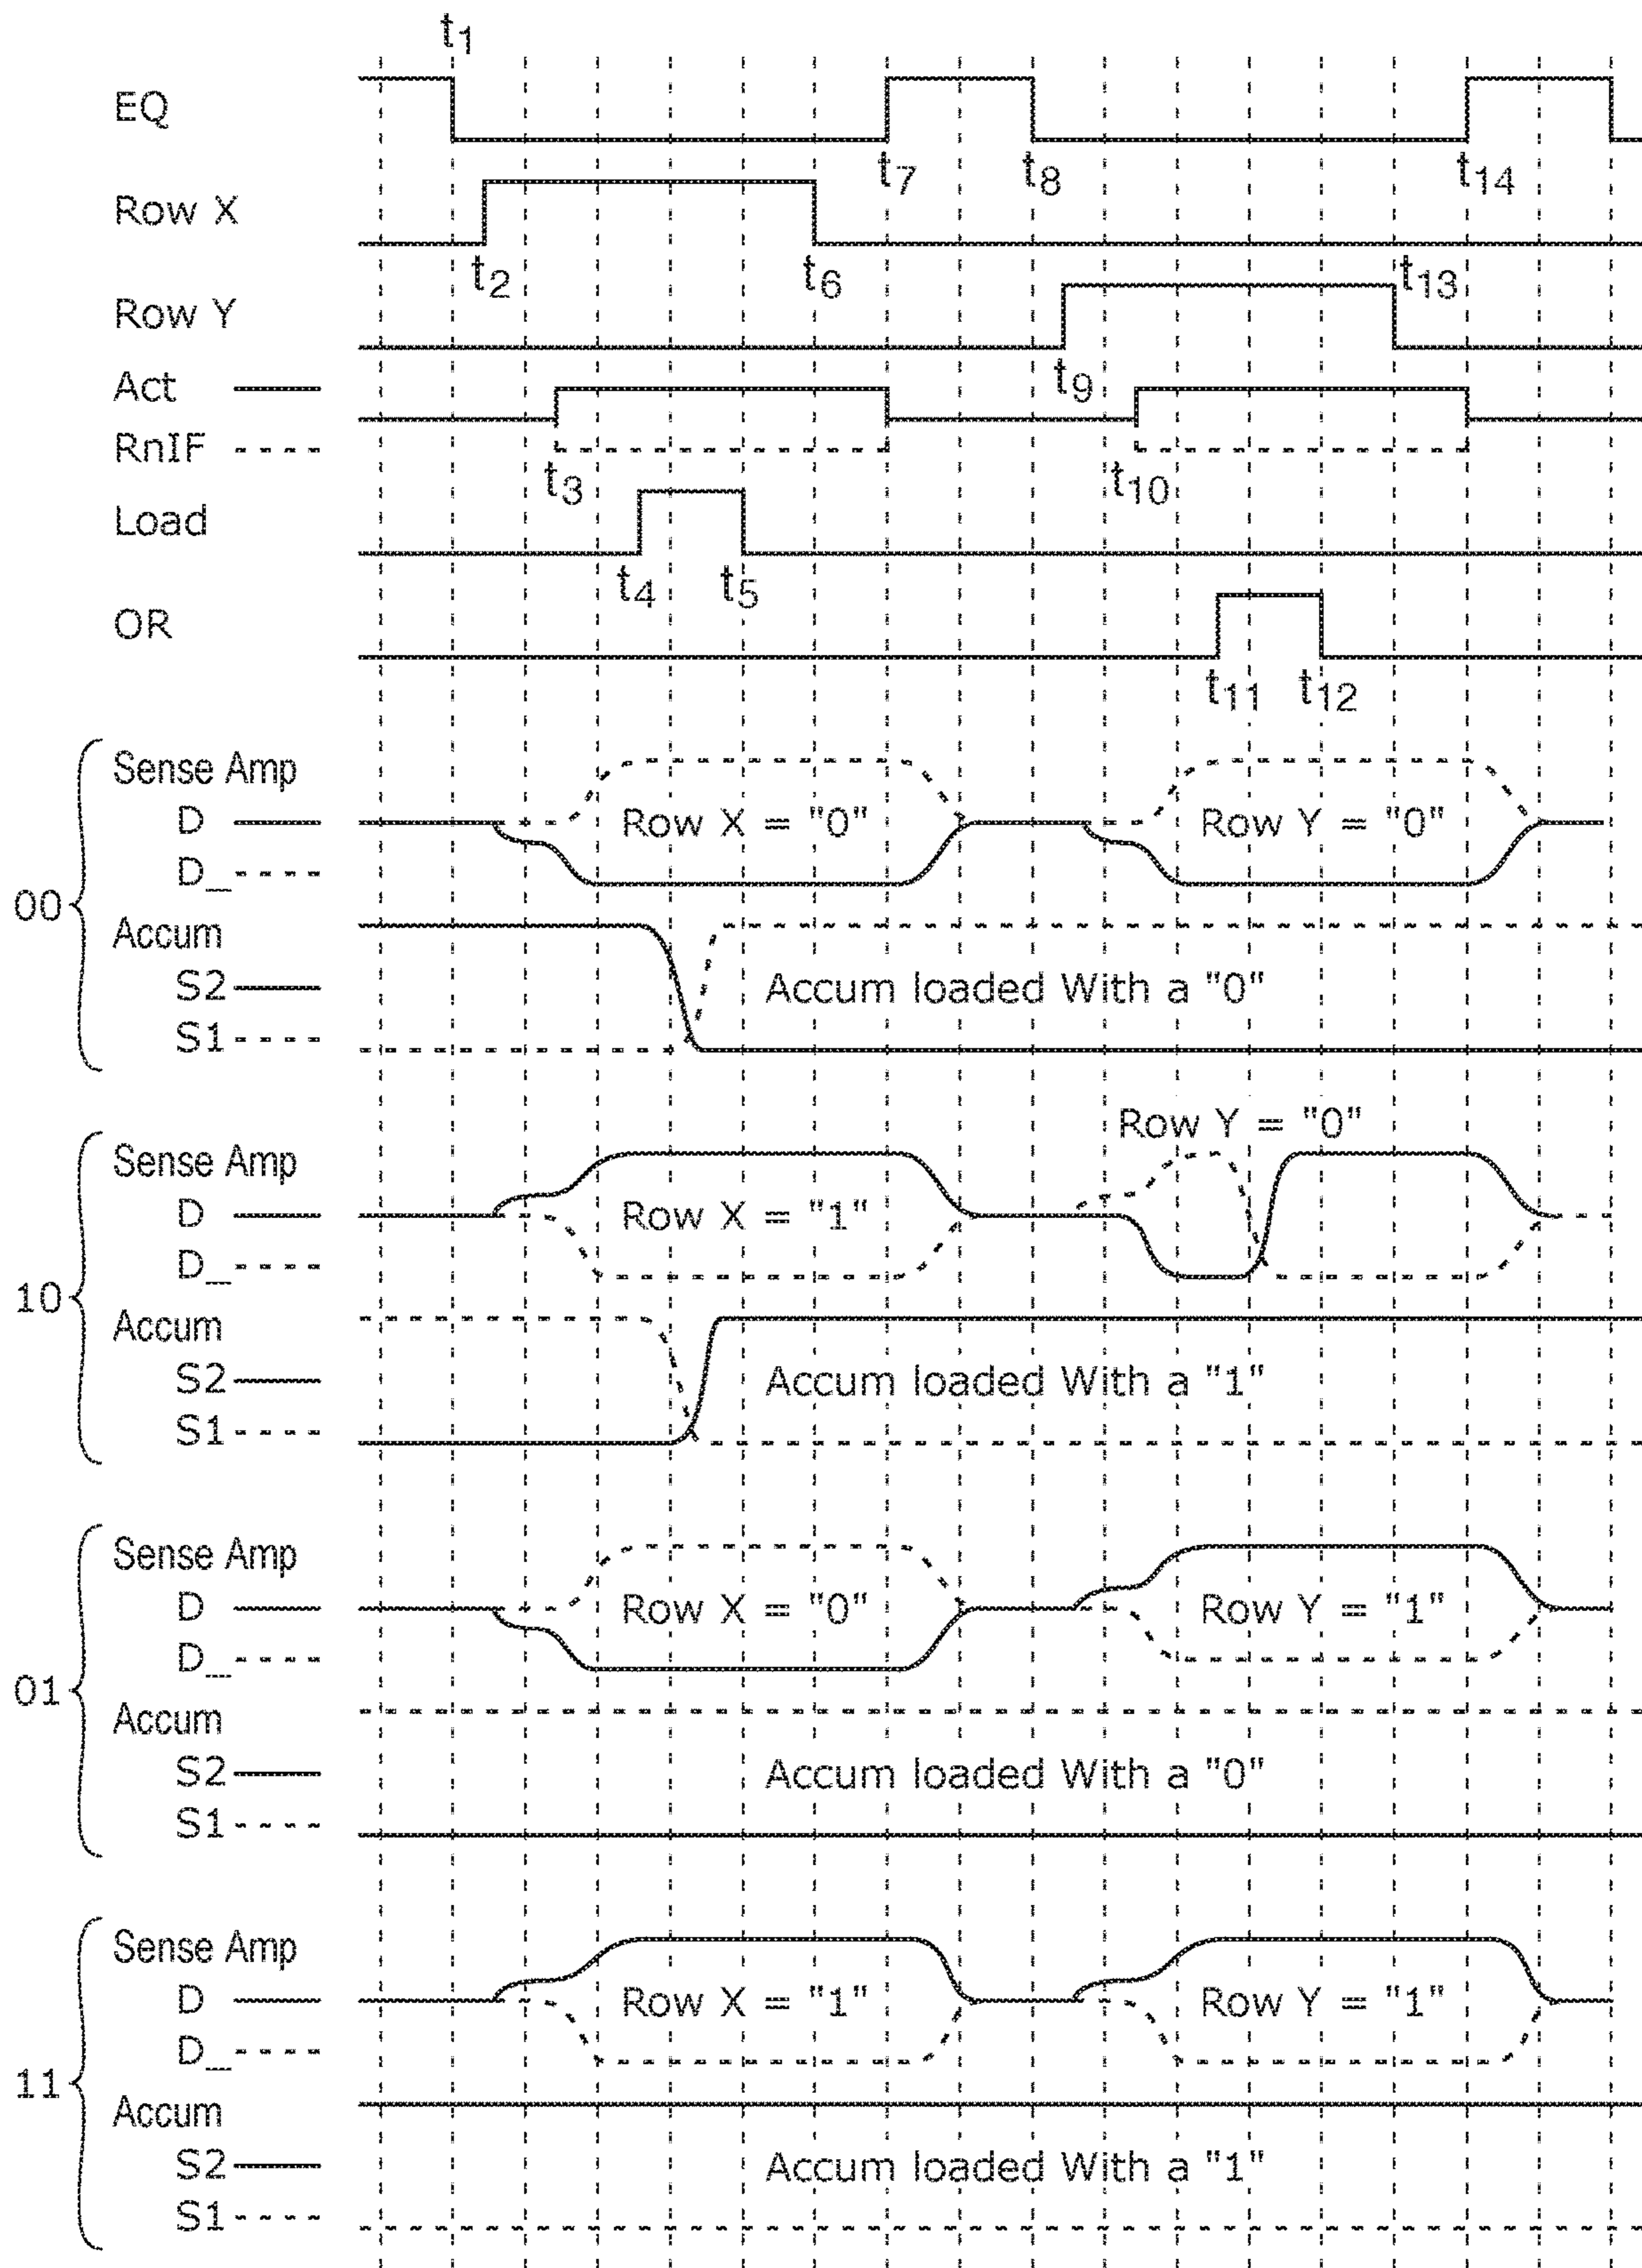 t1
EQ
t7
t8
t14
Row X
t2
t6
t13
Row Y
t9
Act
RnIF
t3
t10
Load
t4
t5
OR
t11
t12
00
Sense Amp
D
D_
Row X = "0"
Row Y = "0"
Accum
S2
S1
Accum loaded With a "0"
10
Row Y = "0"
Sense Amp
D
D_
Row X = "1"
Accum
S2
S1
Accum loaded With a "1"
01
Sense Amp
D
D_
Row X = "0"
Row Y = "1"
Accum
S2
S1
Accum loaded With a "0"
11
Sense Amp
D
D_
Row X = "1"
Row Y = "1"
Accum
S2
S1
Accum loaded With a "1"